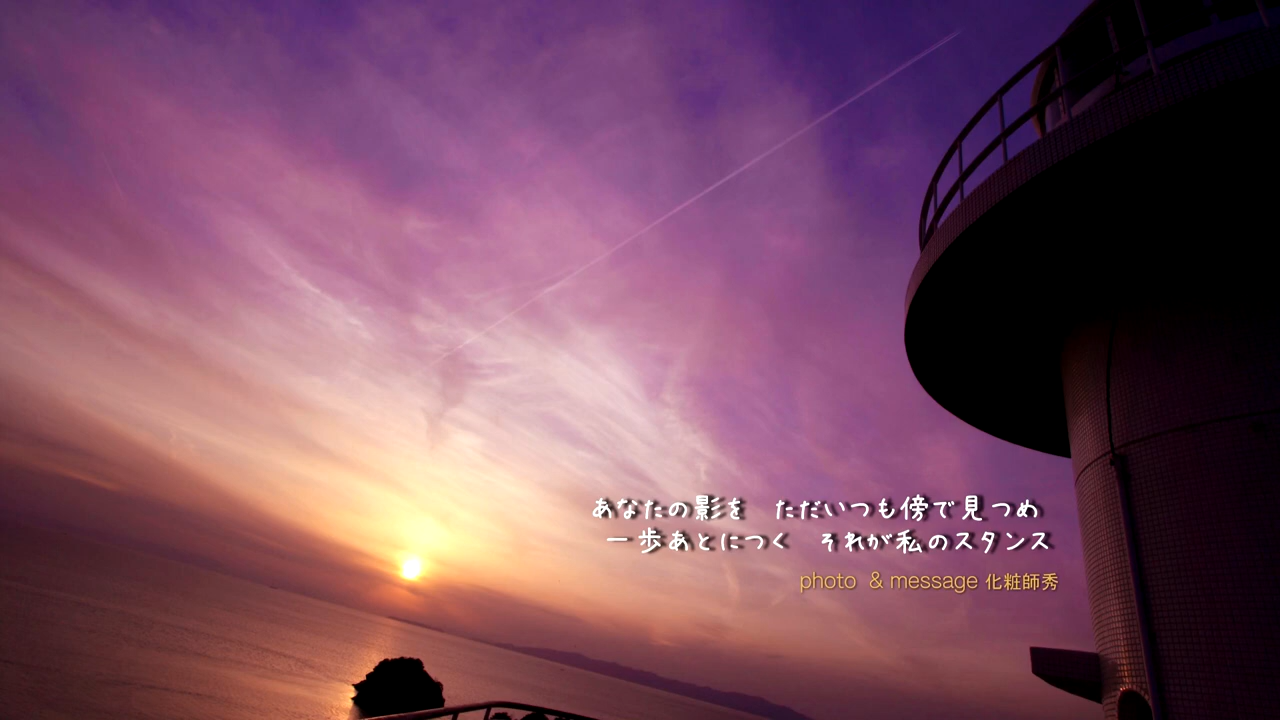 あなたの影を　ただいつも傍で見つめ
一歩あとにつく　それが私のスタンス
photo ＆message 化粧師秀